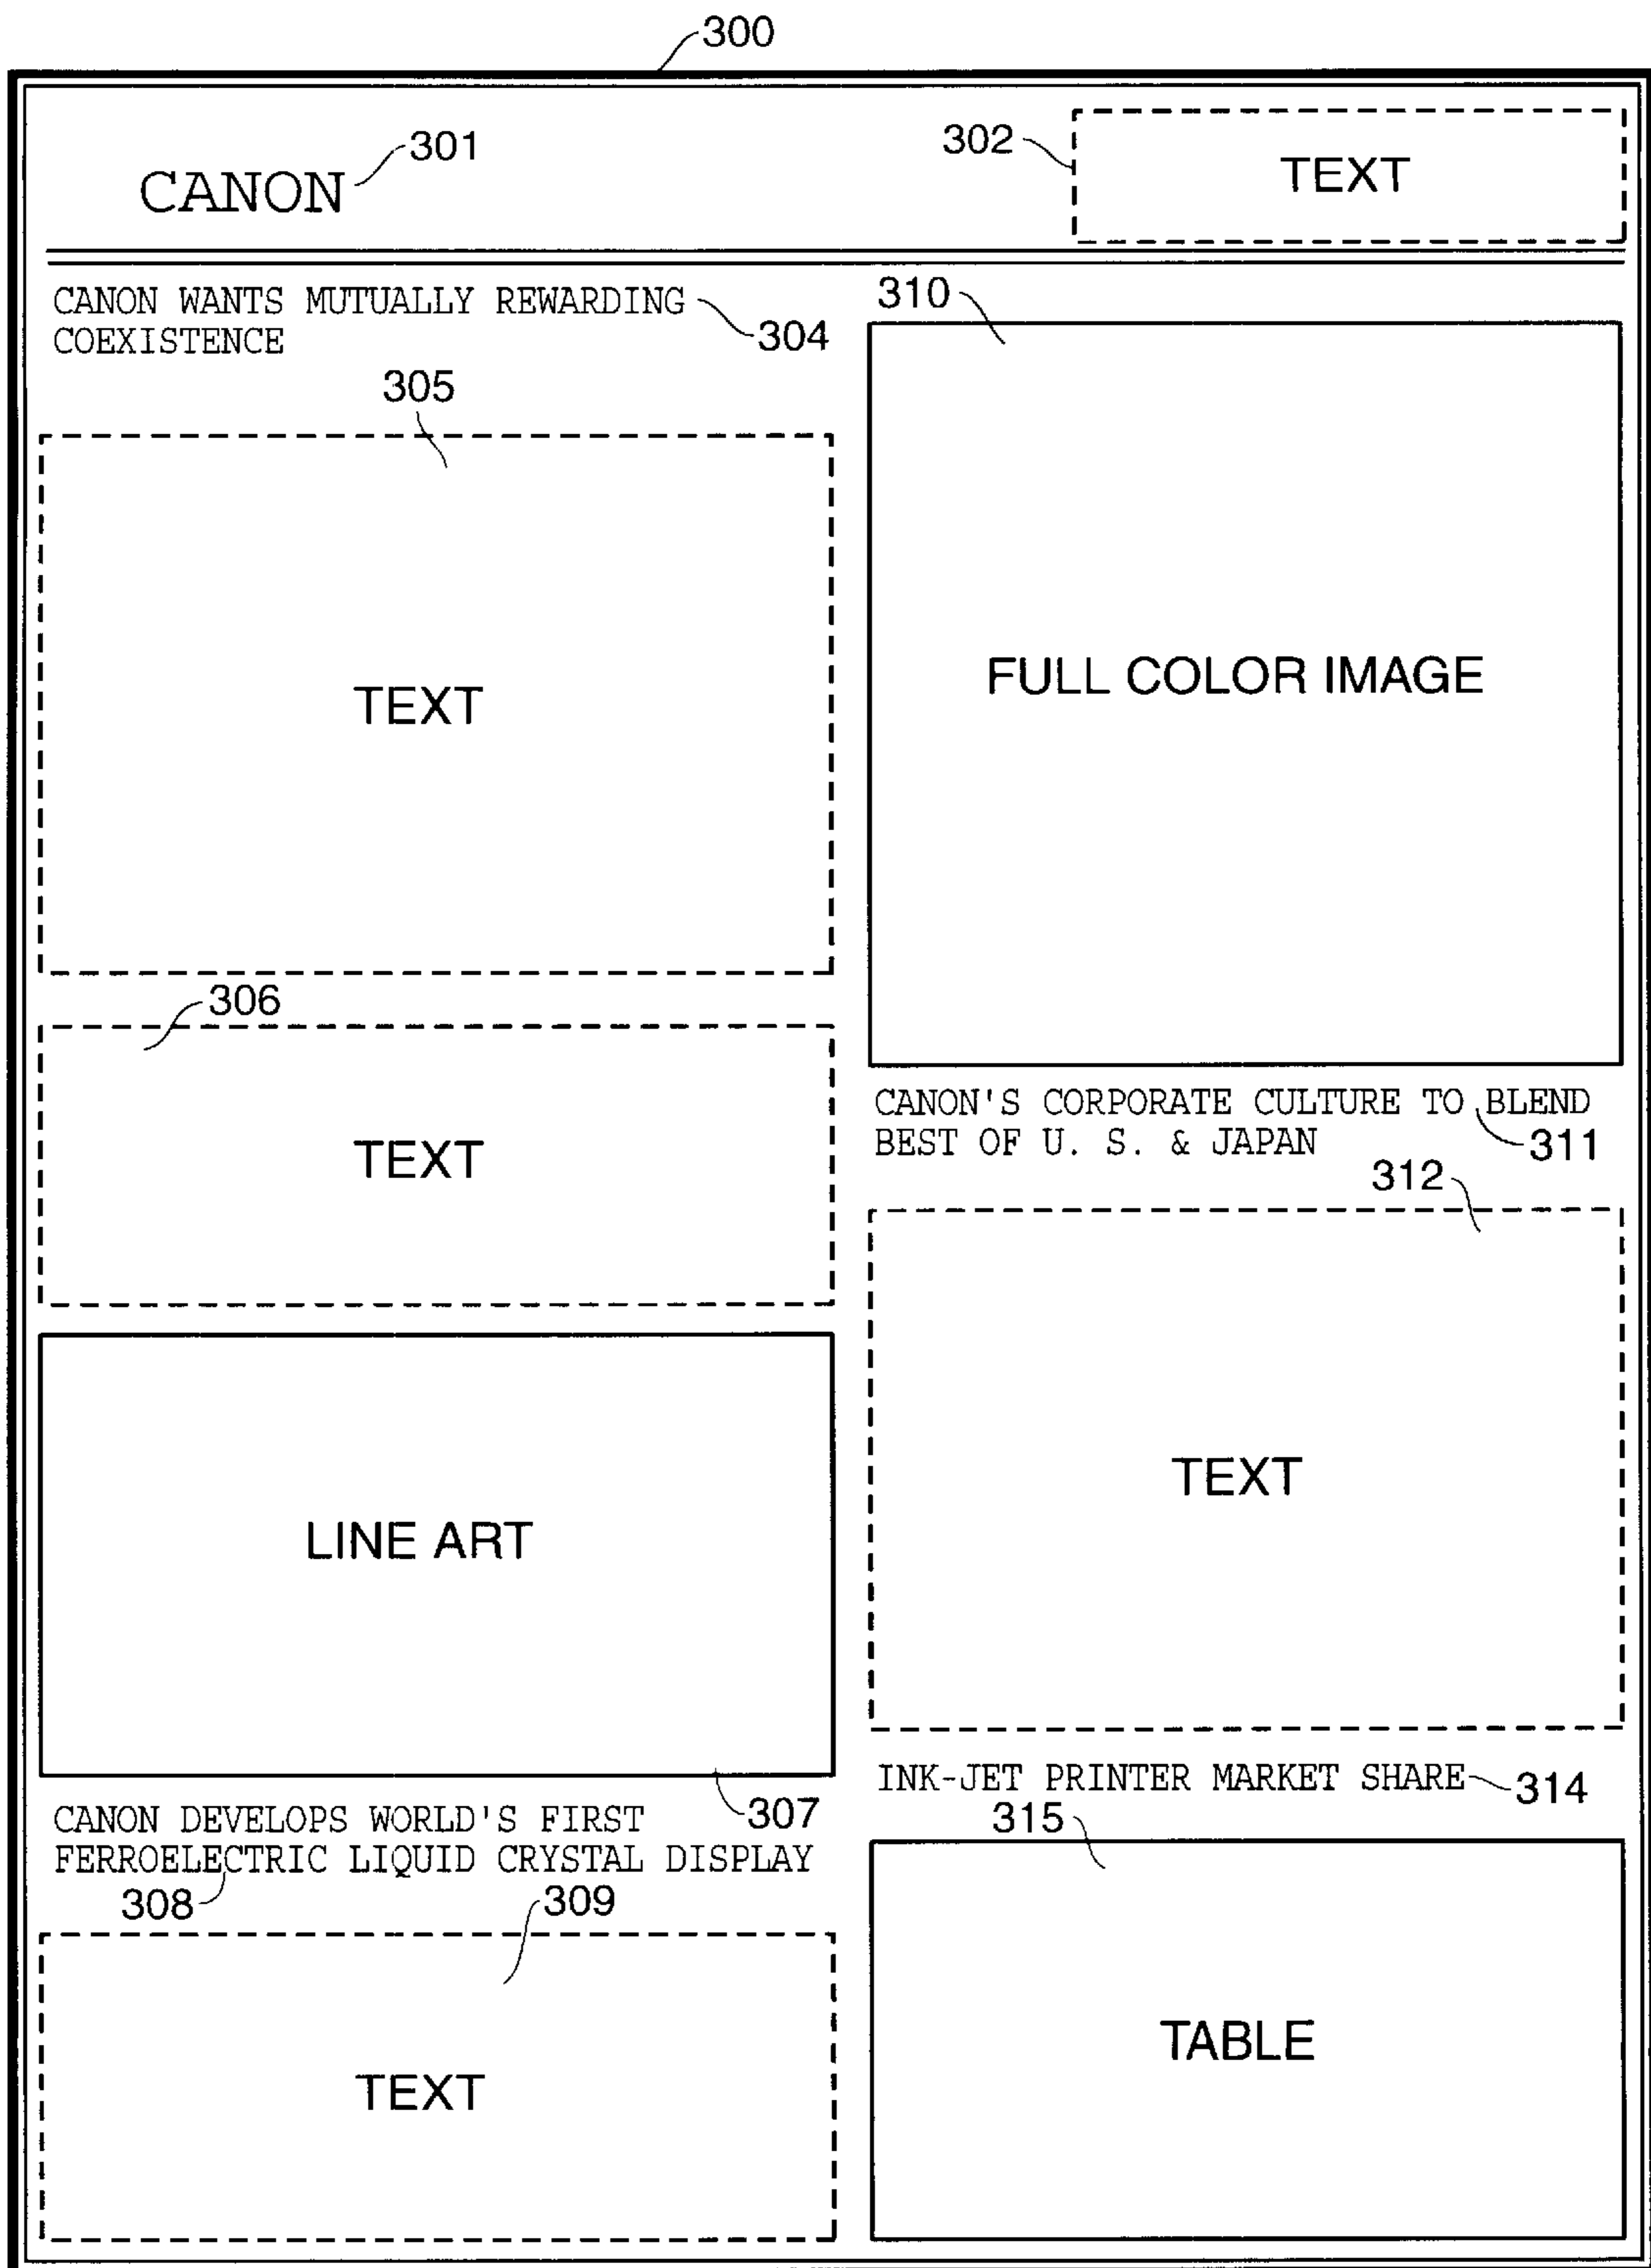 300
CANON
301
302
TEXT
CANON WANTS MUTUALLY REWARDING
COEXISTENCE
304
305
TEXT
306
TEXT
LINE ART
307
CANON DEVELOPS WORLD'S FIRST
FERROELECTRIC LIQUID CRYSTAL DISPLAY
308
309
TEXT
310
FULL COLOR IMAGE
CANON'S CORPORATE CULTURE TO BLEND
BEST OF U. S. & JAPAN
311
312
TEXT
INK-JET PRINTER MARKET SHARE
314
315
TABLE